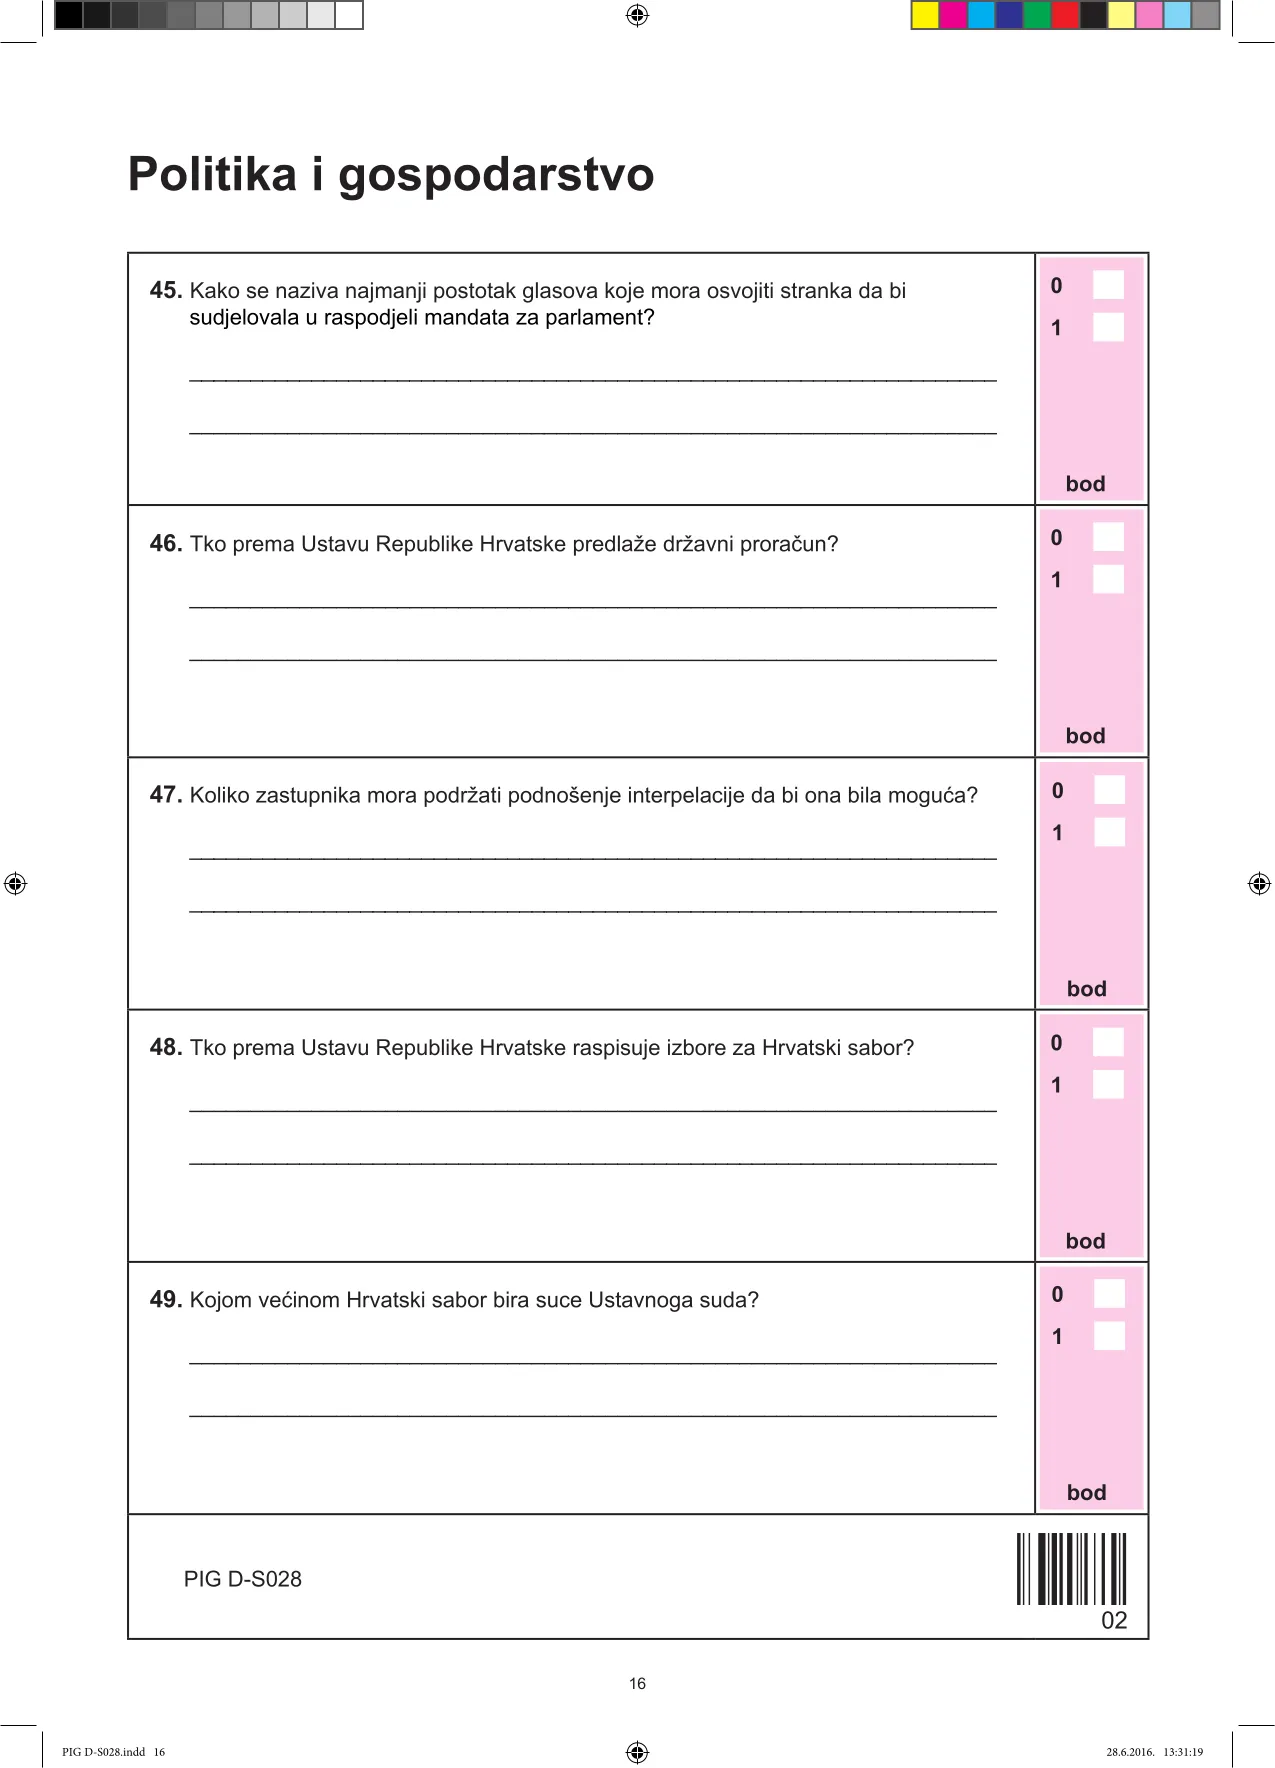 Politika i gospodarstvo
45. Kako se naziva najmanji postotak glasova koje mora osvojiti stranka da bi
sudjelovala u raspodjeli mandata za parlament?
0
1
bod
46. Tko prema Ustavu Republike Hrvatske predlaže državni proračun?
0
1
bod
47. Koliko zastupnika mora podržati podnošenje interpelacije da bi ona bila moguća?
0
1
bod
48. Tko prema Ustavu Republike Hrvatske raspisuje izbore za Hrvatski sabor?
0
1
bod
49. Kojom većinom Hrvatski sabor bira suce Ustavnoga suda?
0
1
bod
PIG D-S028
02
16
PIG D-S028.indd 16
28.6.2016. 13:31:19